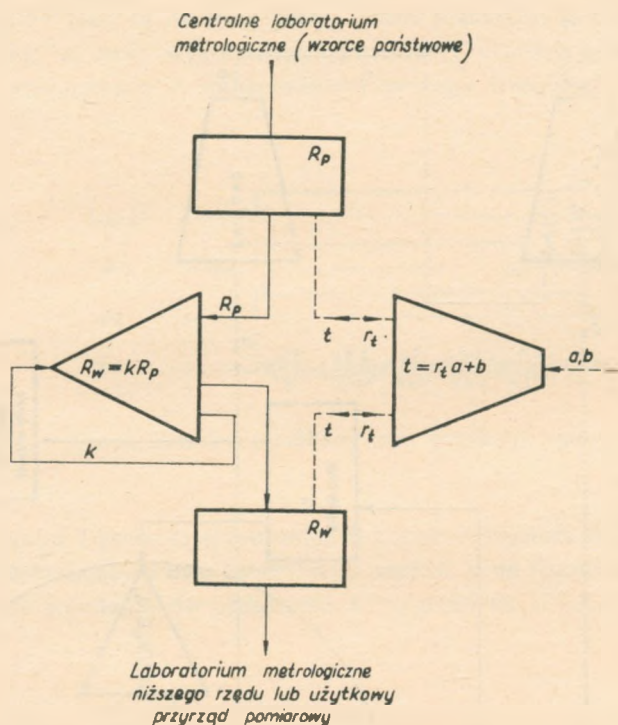 Centralne laboratorium
metrologiczne (wzorce państwowe)
Rp
Rp
Rw = kRp
t rt
t = rt a + b
a,b
k
t rt
Rw
Laboratorium metrologiczne
niższego rzędu lub użytkowy
przyrząd pomiarowy